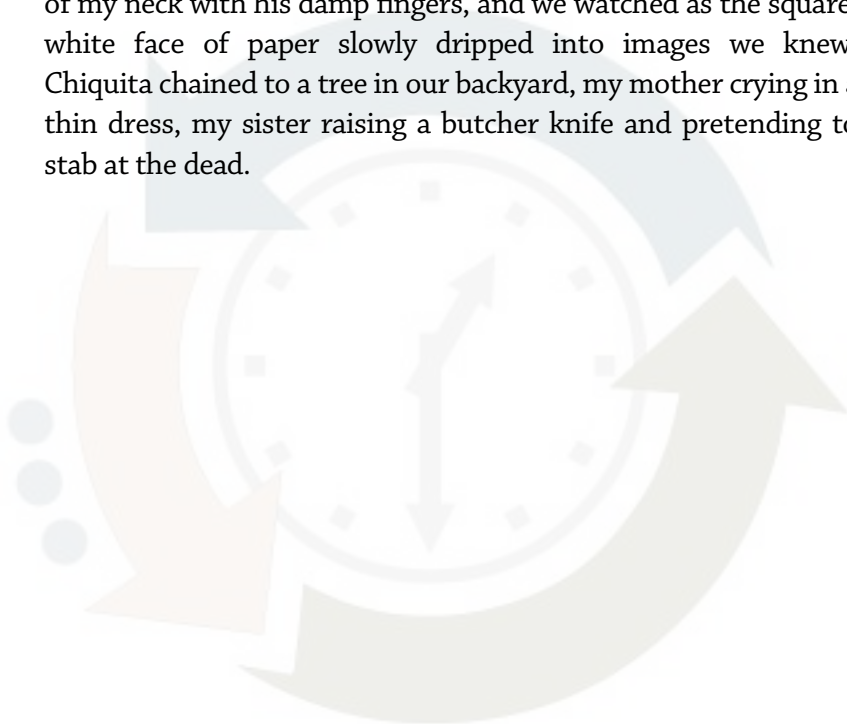 of my neck with his damp fingers, and we watched as the square
white face of paper slowly dripped into images we knew
Chiquita chained to a tree in our backyard, my mother crying in
thin dress, my sister raising a butcher knife and pretending to
stab at the dead.